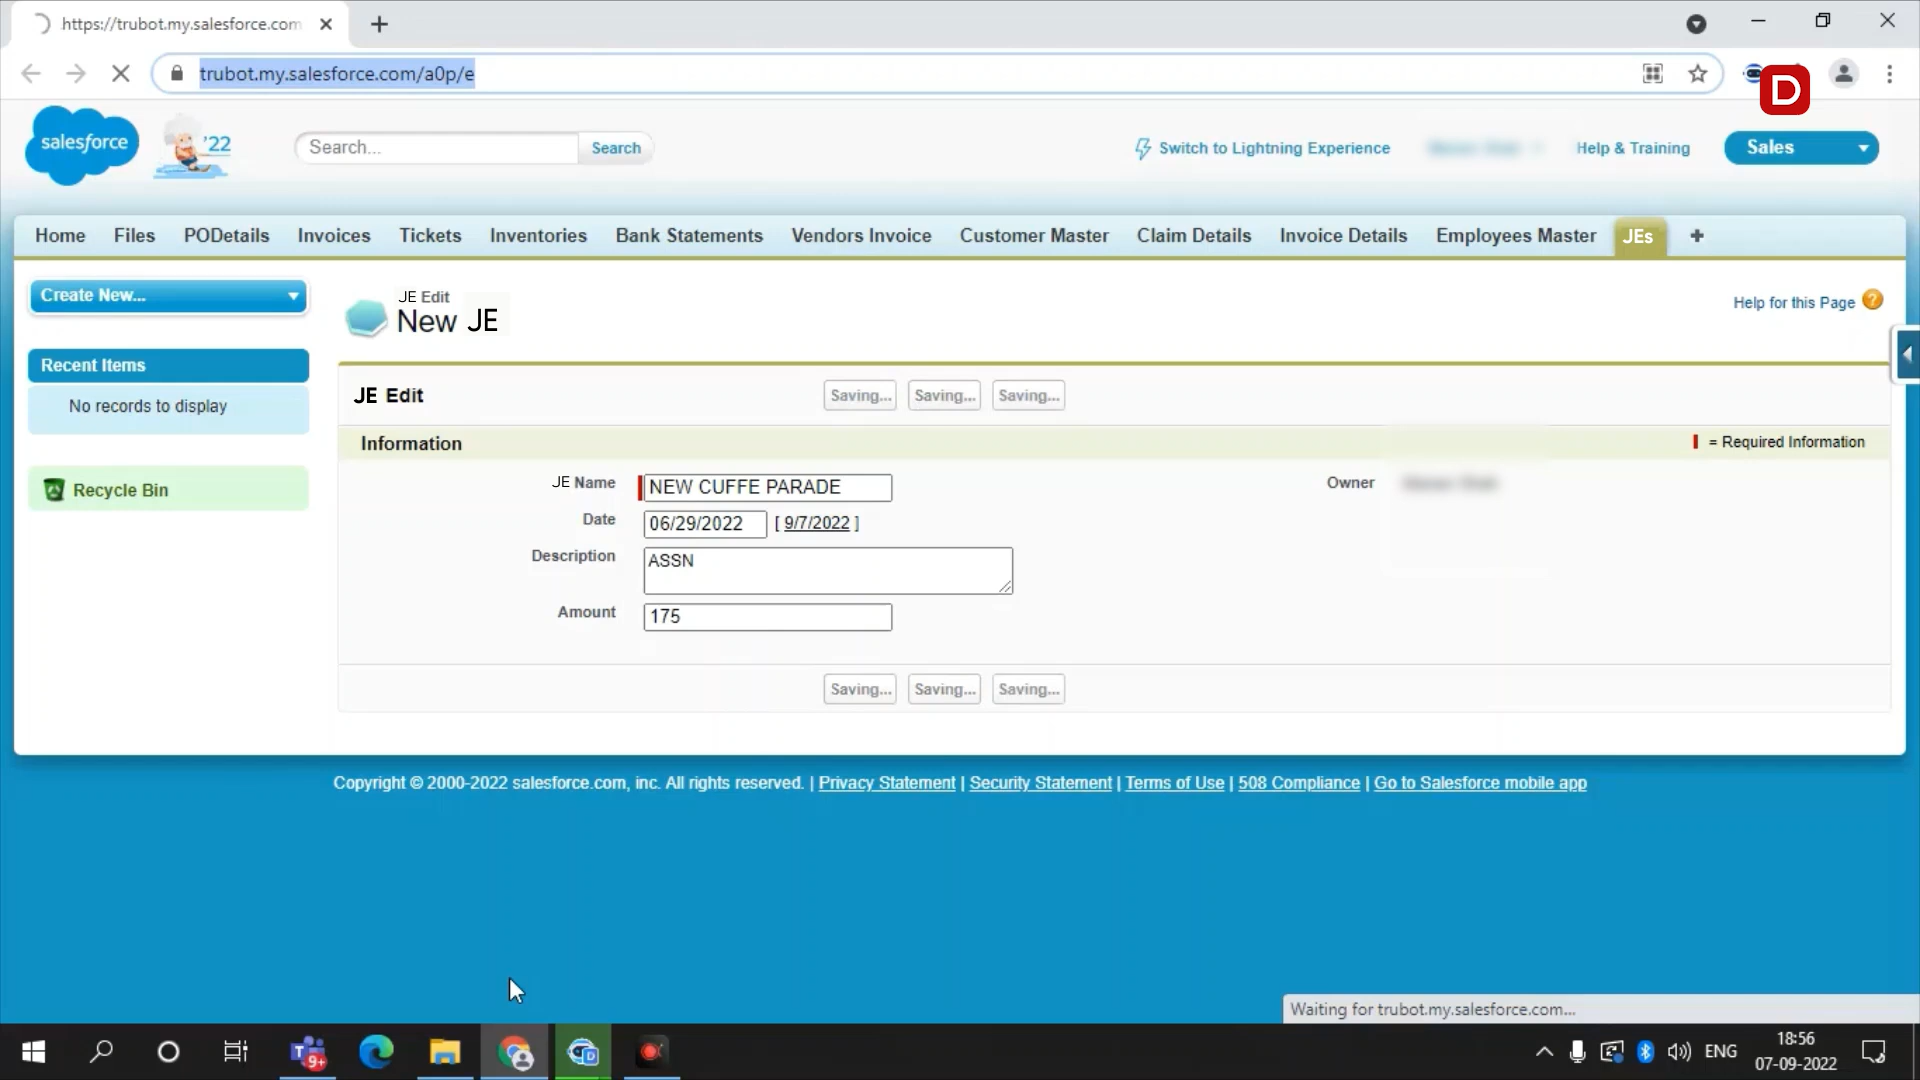 https://trubot.my.salesforce.com
trubot.my.salesforce.com/a0p/e
D
salesforce
'22
Search...
Search
Switch to Lightning Experience
Help & Training
Sales
Home
Files
PODetails
Invoices
Tickets
Inventories
Bank Statements
Vendors Invoice
Customer Master
Claim Details
Invoice Details
Employees Master
JEs
+
Create New...
JE Edit
New JE
Help for this Page
?
Recent Items
No records to display
Recycle Bin
JE Edit
Saving...
Saving...
Saving...
Information
= Required Information
JE Name
NEW CUFFE PARADE
Owner
Date
06/29/2022
[ 9/7/2022 ]
Description
ASSN
Amount
175
Saving...
Saving...
Saving...
Copyright © 2000-2022 salesforce.com, inc. All rights reserved. | Privacy Statement | Security Statement | Terms of Use | 508 Compliance | Go to Salesforce mobile app
Waiting for trubot.my.salesforce.com...
9+
D
ENG
18:56
07-09-2022